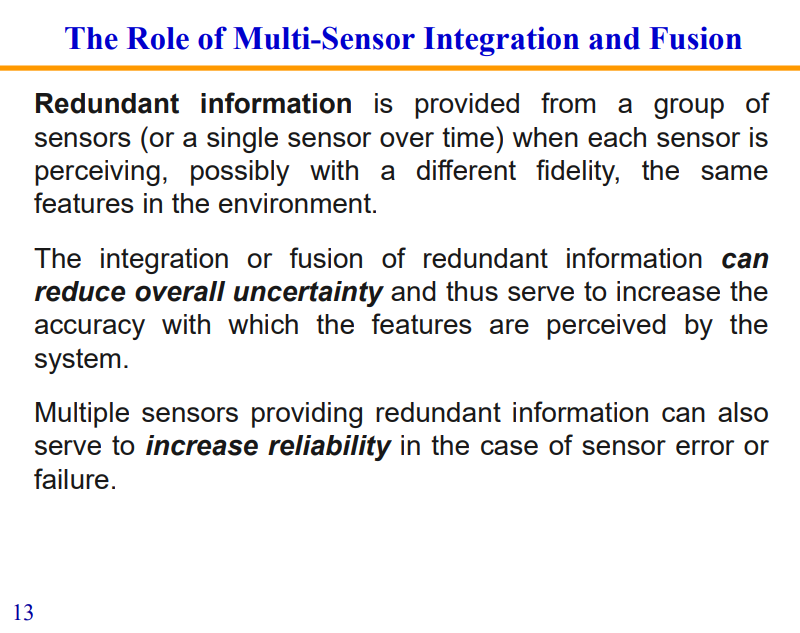 The Role of Multi-Sensor Integration and Fusion
Redundant information is provided from a group of
sensors (or a single sensor over time) when each sensor is
perceiving, possibly with a different fidelity, the same
features in the environment.
The integration or fusion of redundant information can
reduce overall uncertainty and thus serve to increase the
accuracy with which the features are perceived by the
system.
Multiple sensors providing redundant information can also
serve to increase reliability in the case of sensor error or
failure.
13